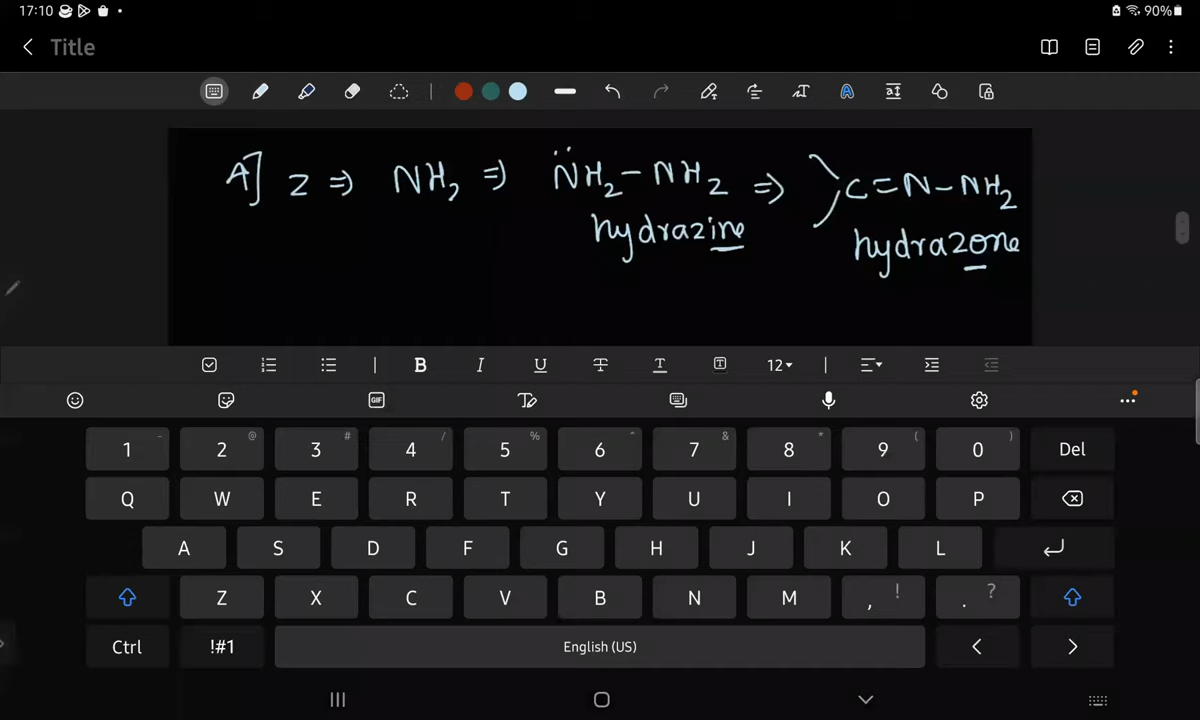 17:10 90%
Title
A] Z ⇒ NH2 ⇒ N̈H2-NH2 ⇒ >C=N-NH2
hydrazine hydrazone
B I U T T T 12
GIF
1 - 2 @ 3 # 4 / 5 % 6 ^ 7 & 8 * 9 ( 0 ) Del
Q W E R T Y U I O P
A S D F G H J K L
Z X C V B N M , ! . ?
Ctrl !#1 English (US) < >